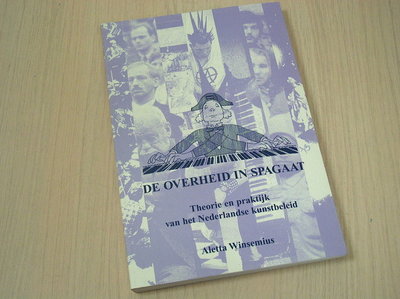 DE OVERHEID IN SPAGAAT
Theorie en praktijk
van het Nederlandse kunstbeleid
Aletta Winsemius